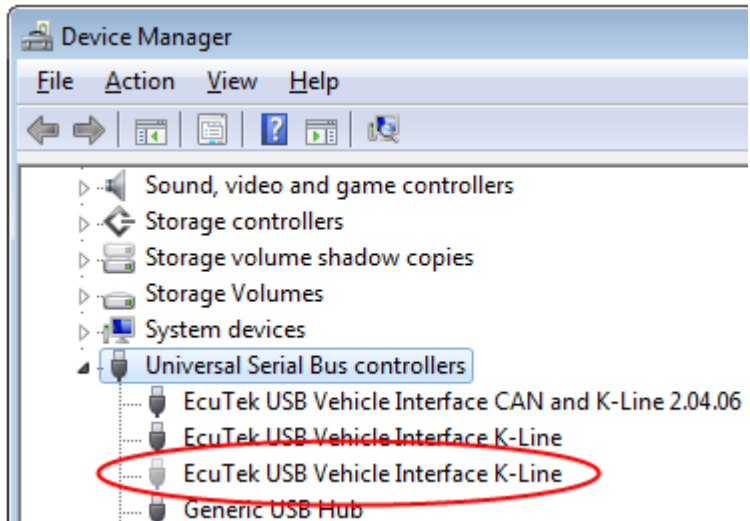 Device Manager
File Action View Help
Sound, video and game controllers
Storage controllers
Storage volume shadow copies
Storage Volumes
System devices
Universal Serial Bus controllers
EcuTek USB Vehicle Interface CAN and K-Line 2.04.06
EcuTek USB Vehicle Interface K-Line
EcuTek USB Vehicle Interface K-Line
Generic USB Hub